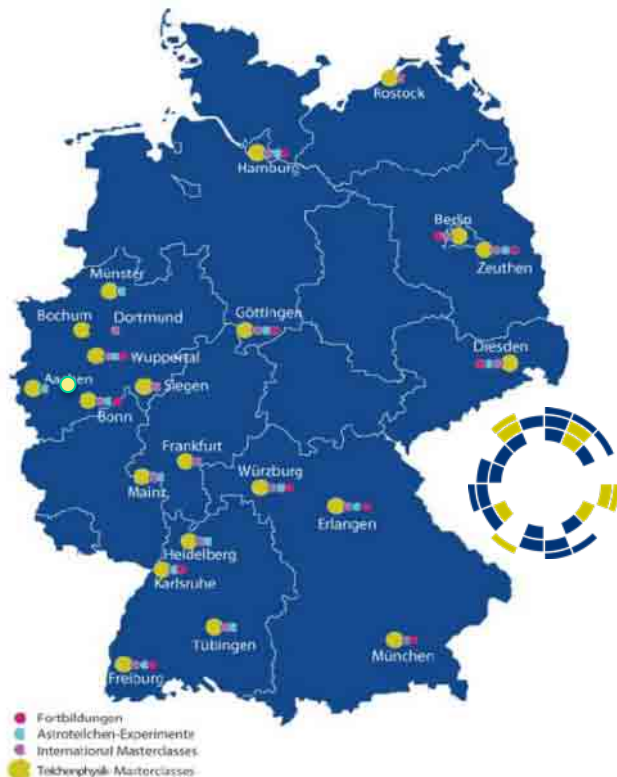 Rostock
Hamburg
Berlin
Zeuthen
Münster
Bochum
Dortmund
Göttingen
Wuppertal
Dresden
Aachen
Siegen
Bonn
Frankfurt
Würzburg
Mainz
Erlangen
Heidelberg
Karlsruhe
Tübingen
München
Freiburg
Fortbildungen
Astroteilchen-Experimente
International Masterclasses
Teilchenphysik-Masterclasses